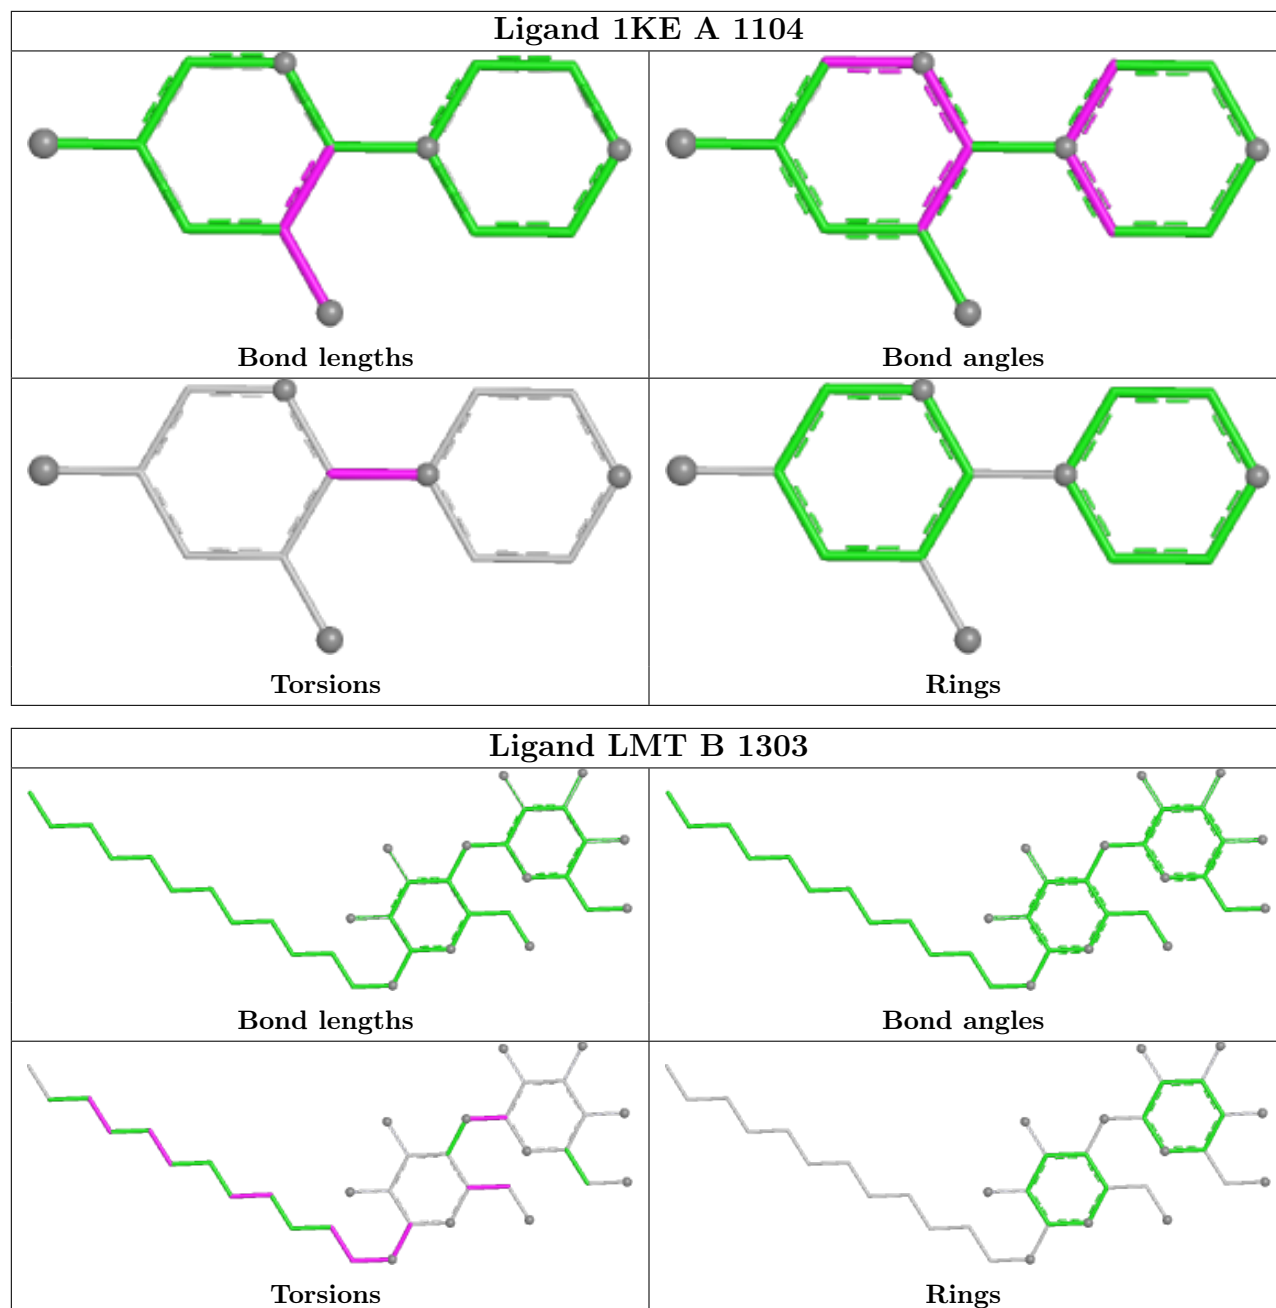 Ligand 1KE A 1104
Bond lengths
Bond angles
Torsions
Rings
Ligand LMT B 1303
Bond lengths
Bond angles
Torsions
Rings